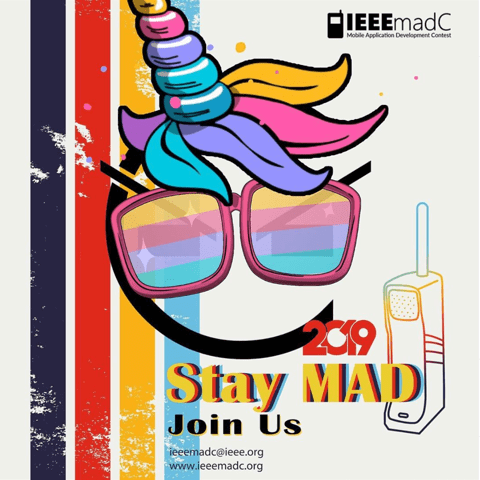 IEEEmadC
Mobile Application Development Contest
2019
Stay MAD
Join Us
ieeemadc@ieee.org
www.ieeemadc.org